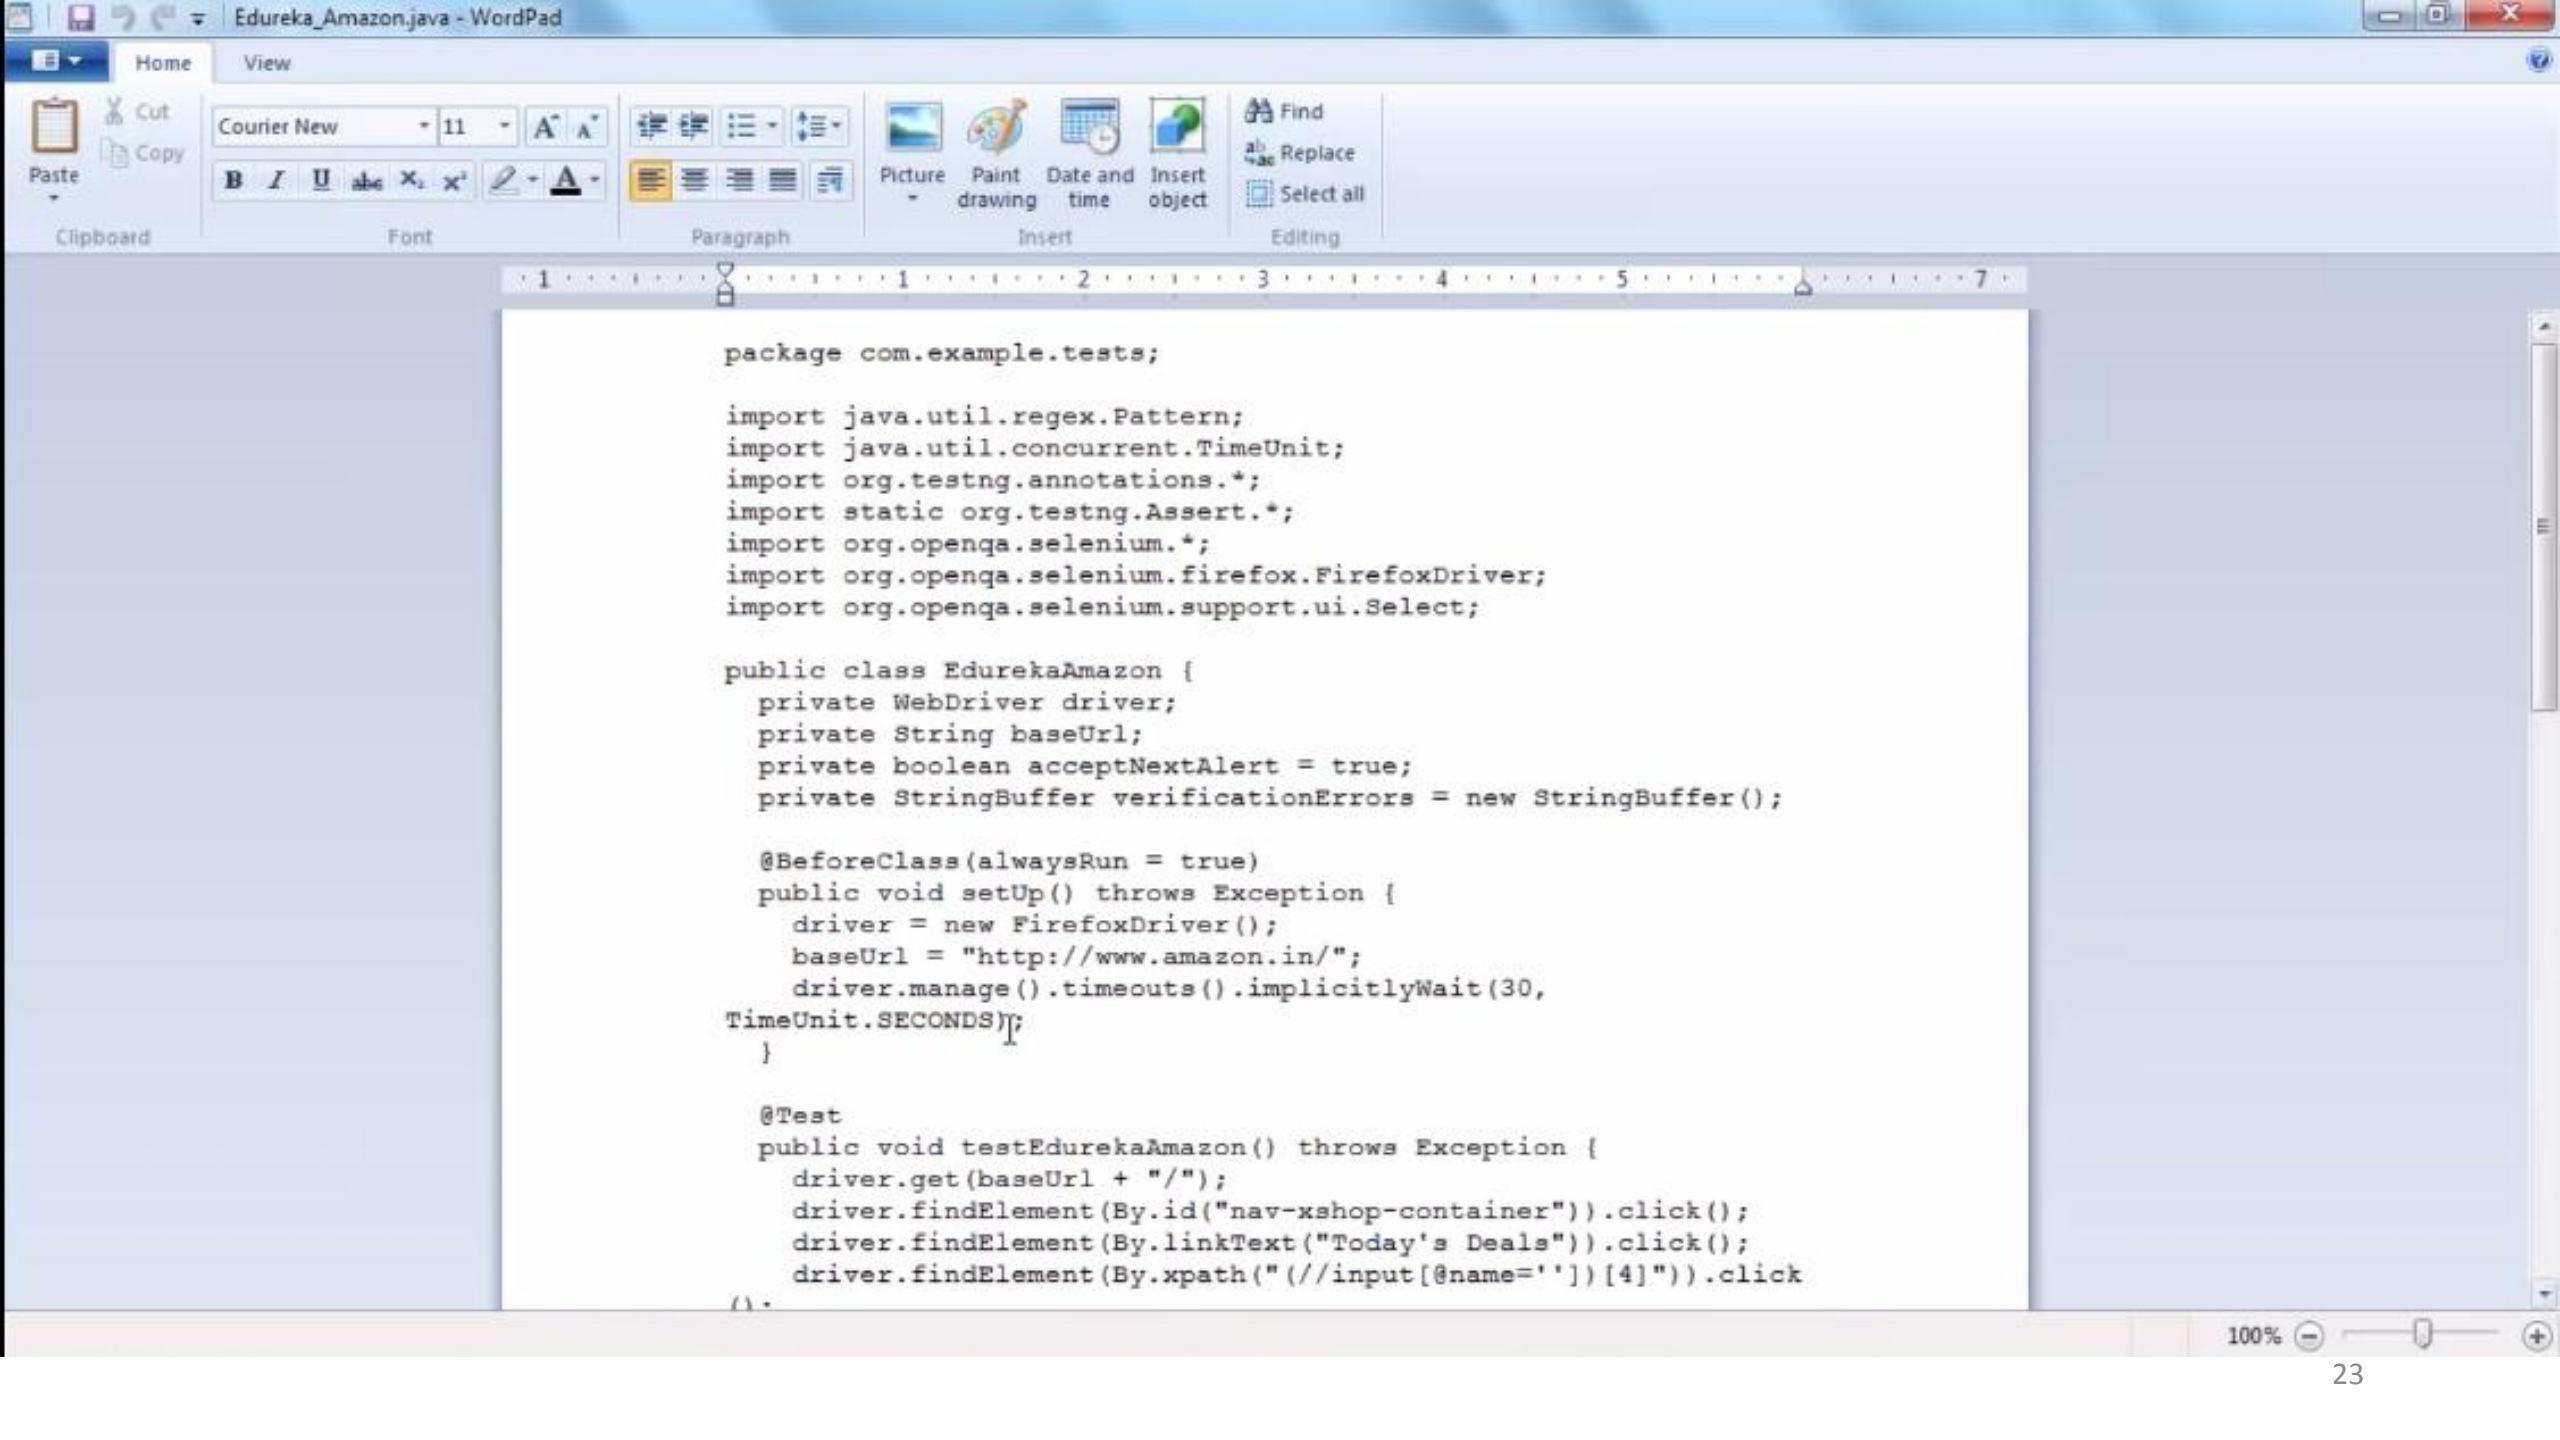 Edureka_Amazon.java - WordPad
Home View
Paste Cut Copy
Clipboard
Courier New 11
Font
Paragraph
Picture Paint drawing Date and time Insert object
Insert
Find
Replace
Select all
Editing
1 1 2 3 4 5 7
package com.example.tests;
import java.util.regex.Pattern;
import java.util.concurrent.TimeUnit;
import org.testng.annotations.*;
import static org.testng.Assert.*;
import org.openqa.selenium.*;
import org.openqa.selenium.firefox.FirefoxDriver;
import org.openqa.selenium.support.ui.Select;
public class EdurekaAmazon {
private WebDriver driver;
private String baseUrl;
private boolean acceptNextAlert = true;
private StringBuffer verificationErrors = new StringBuffer();
@BeforeClass(alwaysRun = true)
public void setUp() throws Exception {
driver = new FirefoxDriver();
baseUrl = "http://www.amazon.in/";
driver.manage().timeouts().implicitlyWait(30,
TimeUnit.SECONDS);
}
@Test
public void testEdurekaAmazon() throws Exception {
driver.get(baseUrl + "/");
driver.findElement(By.id("nav-xshop-container")).click();
driver.findElement(By.linkText("Today's Deals")).click();
driver.findElement(By.xpath("(//input[@name=''])[4]")).click
();
100%
23